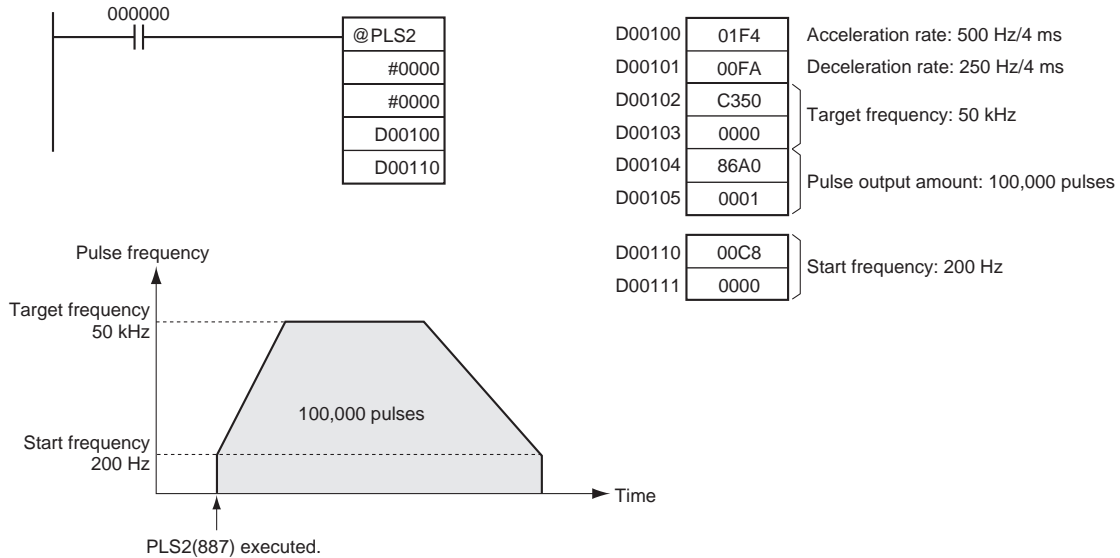 000000
@PLS2
#0000
#0000
D00100
D00110
D00100 01F4 Acceleration rate: 500 Hz/4 ms
D00101 00FA Deceleration rate: 250 Hz/4 ms
D00102 C350
Target frequency: 50 kHz
D00103 0000
D00104 86A0
Pulse output amount: 100,000 pulses
D00105 0001
D00110 00C8
Start frequency: 200 Hz
D00111 0000
Pulse frequency
Target frequency
50 kHz
100,000 pulses
Start frequency
200 Hz
Time
PLS2(887) executed.